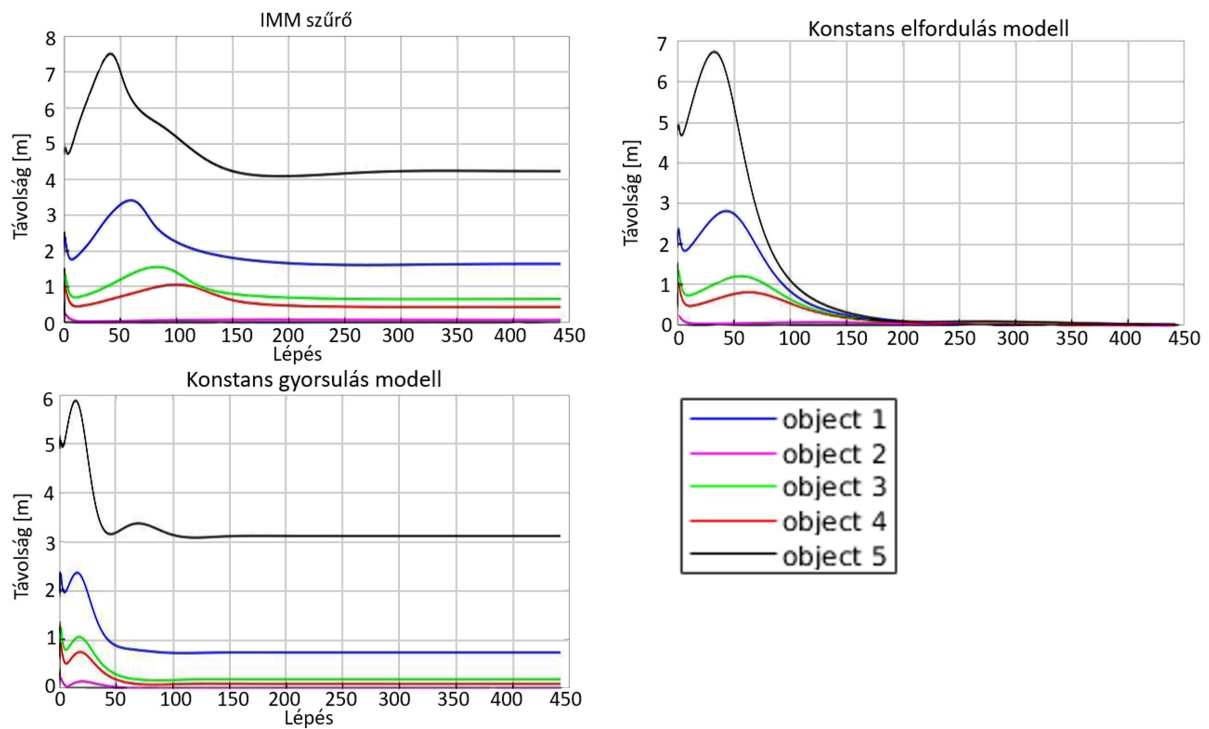 IMM szűrő
8
7
6
5
4
3
2
1
0
Távolság [m]
0 50 100 150 200 250 300 350 400 450
Lépés
Konstans elfordulás modell
7
6
5
4
3
2
1
0
Távolság [m]
0 50 100 150 200 250 300 350 400 450
Konstans gyorsulás modell
6
5
4
3
2
1
0
Távolság [m]
0 50 100 150 200 250 300 350 400 450
Lépés
object 1
object 2
object 3
object 4
object 5